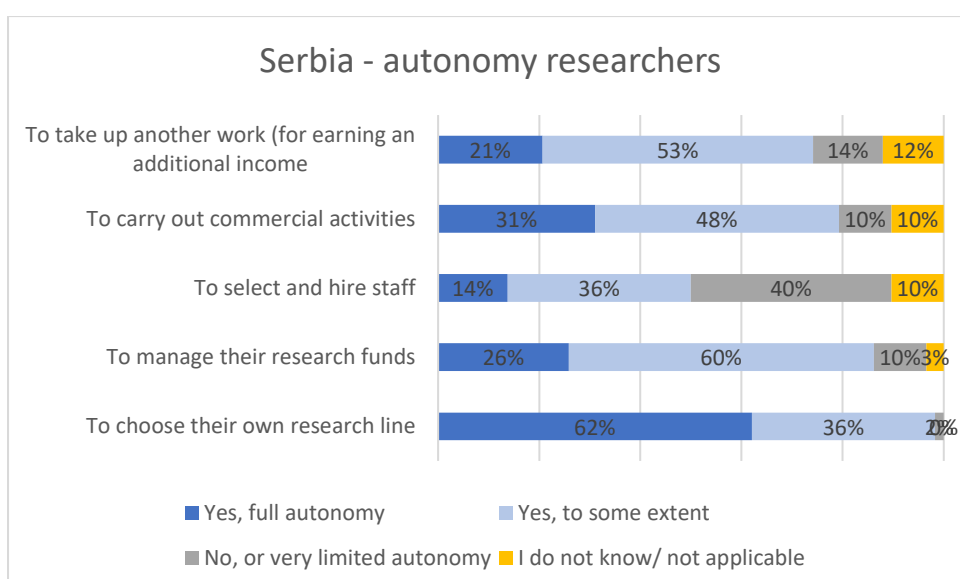 Serbia - autonomy researchers
To take up another work (for earning an
additional income
21% 53% 14% 12%
To carry out commercial activities
31% 48% 10% 10%
To select and hire staff
14% 36% 40% 10%
To manage their research funds
26% 60% 10% 3%
To choose their own research line
62% 36% 2% 0%
Yes, full autonomy Yes, to some extent
No, or very limited autonomy I do not know/ not applicable